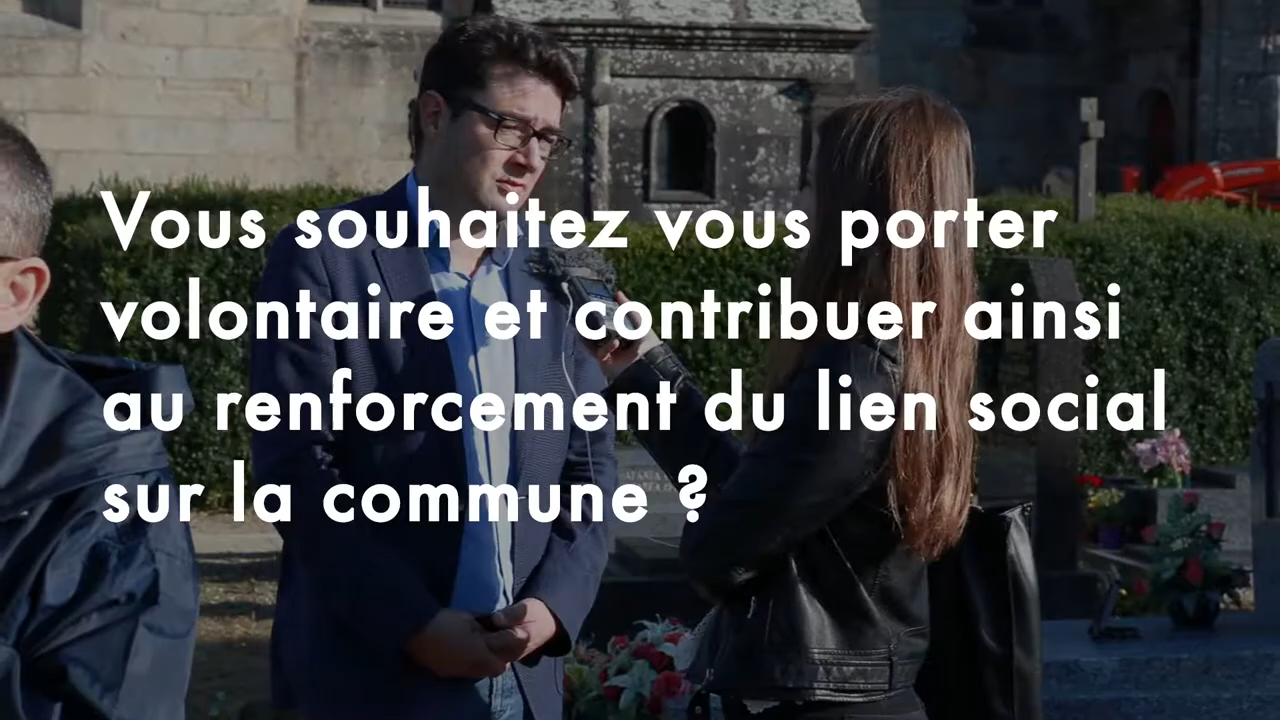 Vous souhaitez vous porter
volontaire et contribuer ainsi
au renforcement du lien social
sur la commune ?